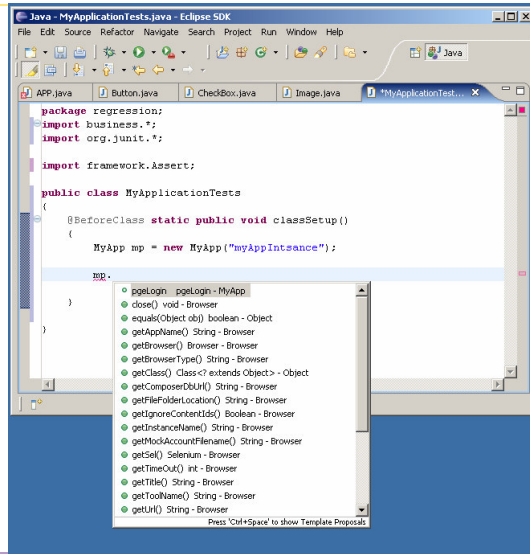 Java - MyApplicationTests.java - Eclipse SDK
File Edit Source Refactor Navigate Search Project Run Window Help
Java
APP.java Button.java CheckBox.java Image.java *MyApplicationTest...
package regression;
import business.*;
import org.junit.*;
import framework.Assert;
public class MyApplicationTests
{
@BeforeClass static public void classSetup()
{
MyApp mp = new MyApp("myAppIntsance");
mp.
}
}
pgeLogin pgeLogin - MyApp
close() void - Browser
equals(Object obj) boolean - Object
getAppName() String - Browser
getBrowser() Browser - Browser
getBrowserType() String - Browser
getClass() Class<? extends Object> - Object
getComposerDbUrl() String - Browser
getFileFolderLocation() String - Browser
getIgnoreContentIds() Boolean - Browser
getInstanceName() String - Browser
getMockAccountFilename() String - Browser
getSel() Selenium - Browser
getTimeOut() int - Browser
getTitle() String - Browser
getToolName() String - Browser
getUrl() String - Browser
Press 'Ctrl+Space' to show Template Proposals